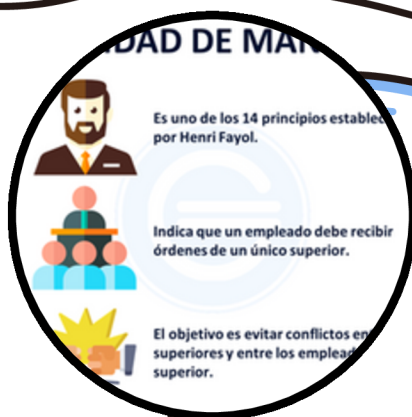 DAD DE MAN
Es uno de los 14 principios establec
por Henri Fayol.
Indica que un empleado debe recibir
órdenes de un único superior.
El objetivo es evitar conflictos en
superiores y entre los emplead
superior.